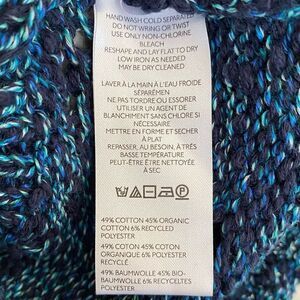 HAND WASH COLD SEPARATELY
DO NOT WRING OR TWIST
USE ONLY NON-CHLORINE
BLEACH
RESHAPE AND LAY FLAT TO DRY
LOW IRON AS NEEDED
MAY BE DRY CLEANED
LAVER À LA MAIN À L'EAU FROIDE
SÉPARÉMEN
NE PAS TORDRE OU ESSORER
UTILISER UN AGENT DE
BLANCHIMENT SANS CHLORE SI
NÉCESSAIRE
METTRE EN FORME ET SÉCHER
À PLAT
REPASSER, AU BESOIN, À TRÈS
BASSE TEMPÉRATURE
PEUT-ÊTRE ÊTRE NETTOYÉE
À SEC
P
49% COTTON 45% ORGANIC
COTTON 6% RECYCLED
POLYESTER
49% COTON 45% COTON
ORGANIQUE 6% POLYESTER
RECYCLÉ
49% BAUMWOLLE 45% BIO-
BAUMWOLLE 6% RECYCELTES
POLYESTER